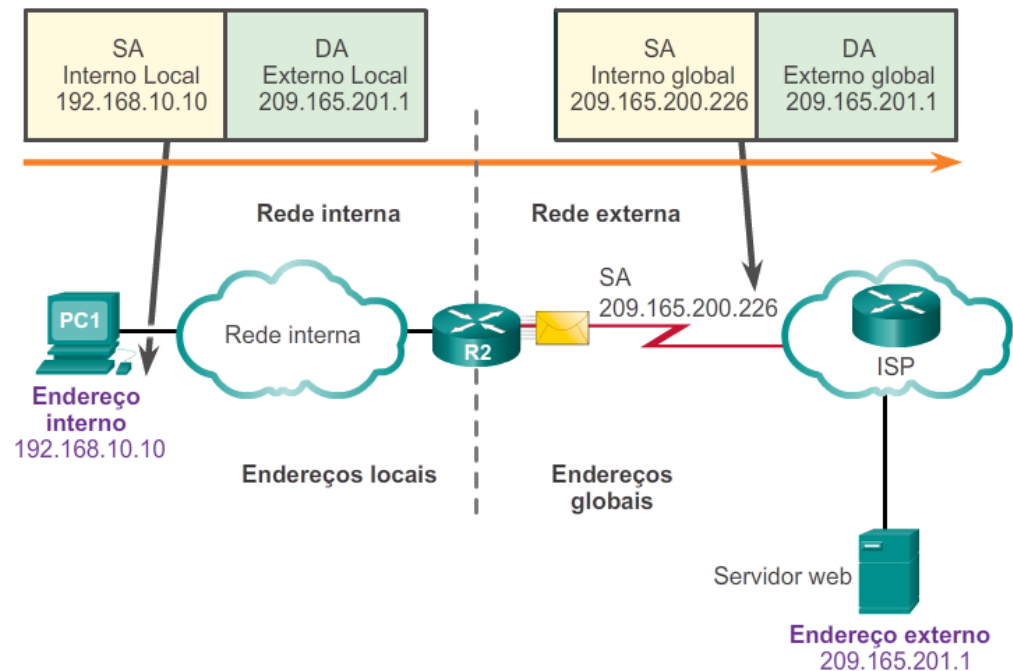 SA
Interno Local
192.168.10.10
DA
Externo Local
209.165.201.1
SA
Interno global
209.165.200.226
DA
Externo global
209.165.201.1
Rede interna
Rede externa
SA
209.165.200.226
PC1
Rede interna
R2
ISP
Endereço
interno
192.168.10.10
Endereços locais
Endereços
globais
Servidor web
Endereço externo
209.165.201.1